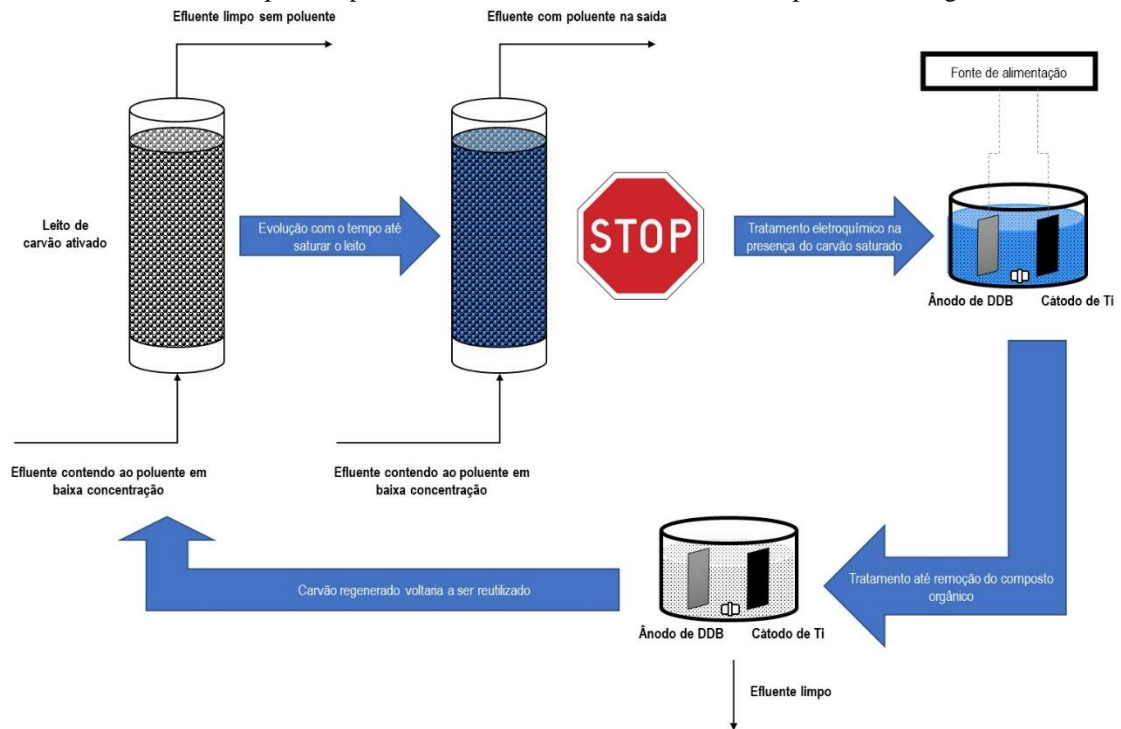 Efluente limpo sem poluente
Efluente com poluente na saída
Fonte de alimentação
Leito de
carvão ativado
Evolução com o tempo até
saturar o leito
STOP
Tratamento eletroquímico na
presença do carvão saturado
Ânodo de DDB
Cátodo de Ti
Efluente contendo ao poluente em
baixa concentração
Efluente contendo ao poluente em
baixa concentração
Carvão regenerado voltaria a ser reutilizado
Tratamento até remoção do composto
orgânico
Ânodo de DDB
Cátodo de Ti
Efluente limpo